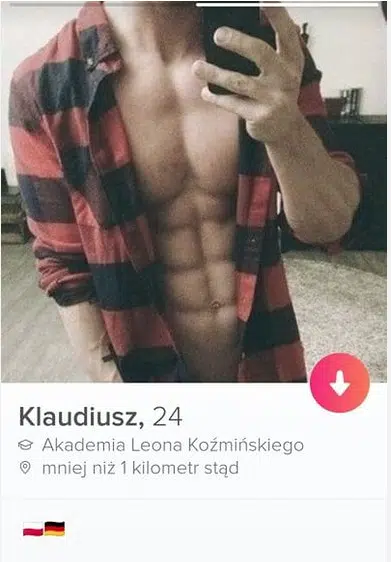 Klaudiusz, 24
Akademia Leona Koźmińskiego
mniej niż 1 kilometr stąd